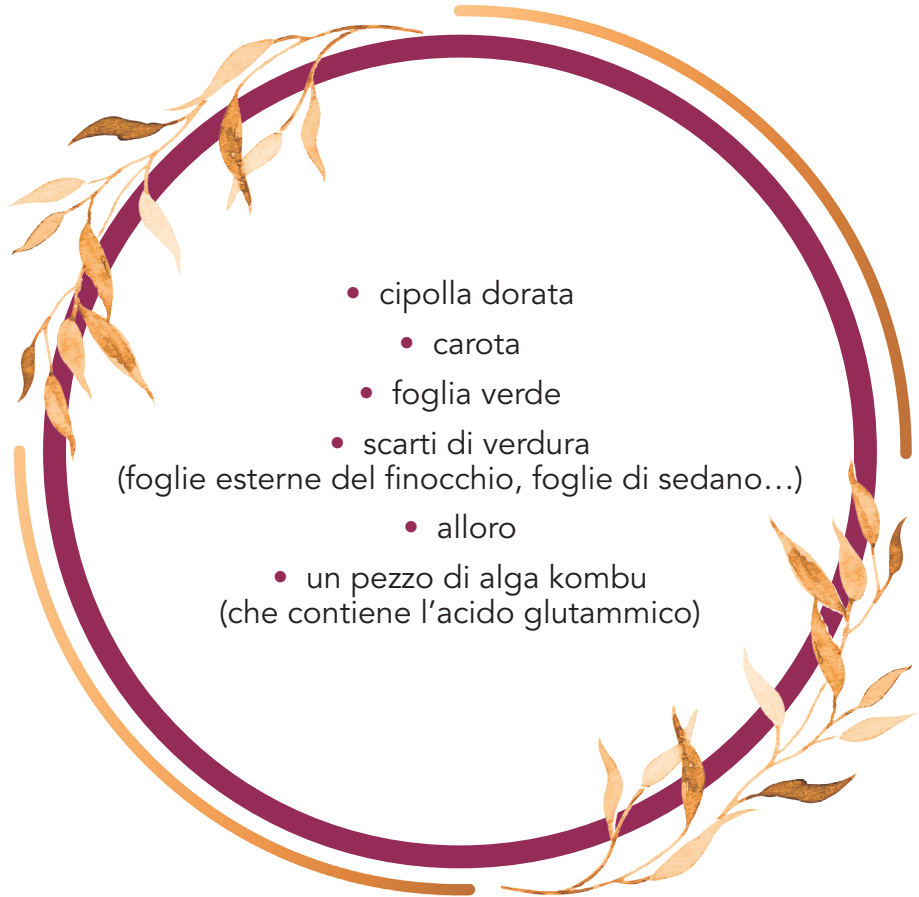 • cipolla dorata
• carota
• foglia verde
• scarti di verdura
(foglie esterne del finocchio, foglie di sedano…)
• alloro
• un pezzo di alga kombu
(che contiene l’acido glutammico)